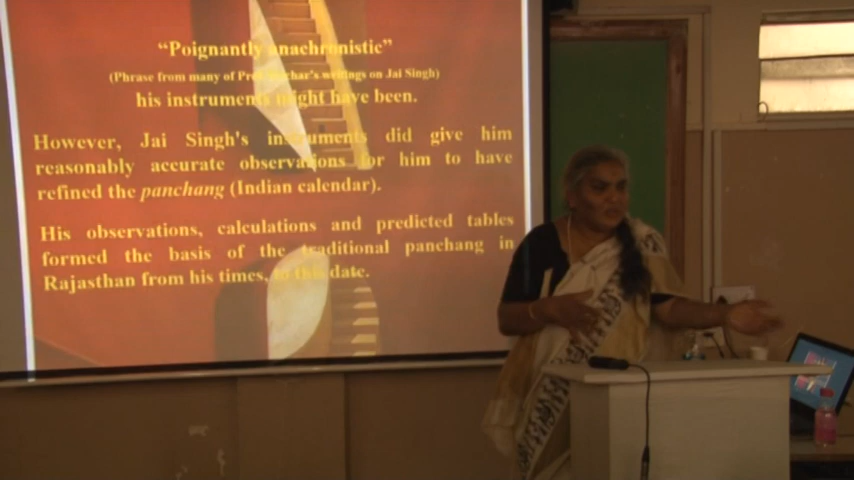 “Poignantly anachronistic”
(Phrase from many of Prof. writings on Jai Singh)
his instruments might have been.
However, Jai Singh's instruments did give him
reasonably accurate observations for him to have
refined the panchang (Indian calendar).
His observations, calculations and predicted tables
formed the basis of the traditional panchang in
Rajasthan from his times, to this date.